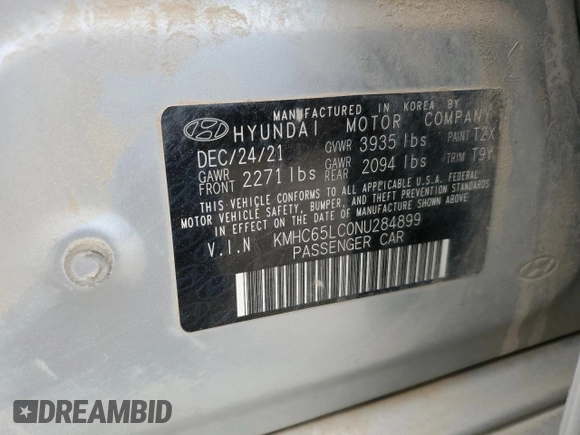 MANUFACTURED IN KOREA BY
HYUNDAI MOTOR COMPANY
DEC/24/21 GVWR 3935 lbs PAINT T2X
GAWR FRONT 2271 lbs GAWR REAR 2094 lbs TRIM T9Y
THIS VEHICLE CONFORMS TO ALL APPLICABLE U.S.A. FEDERAL
MOTOR VEHICLE SAFETY, BUMPER, AND THEFT PREVENTION STANDARDS
IN EFFECT ON THE DATE OF MANUFACTURE SHOWN ABOVE.
V.I.N KMHC65LC0NU284899
PASSENGER CAR
DREAMBID